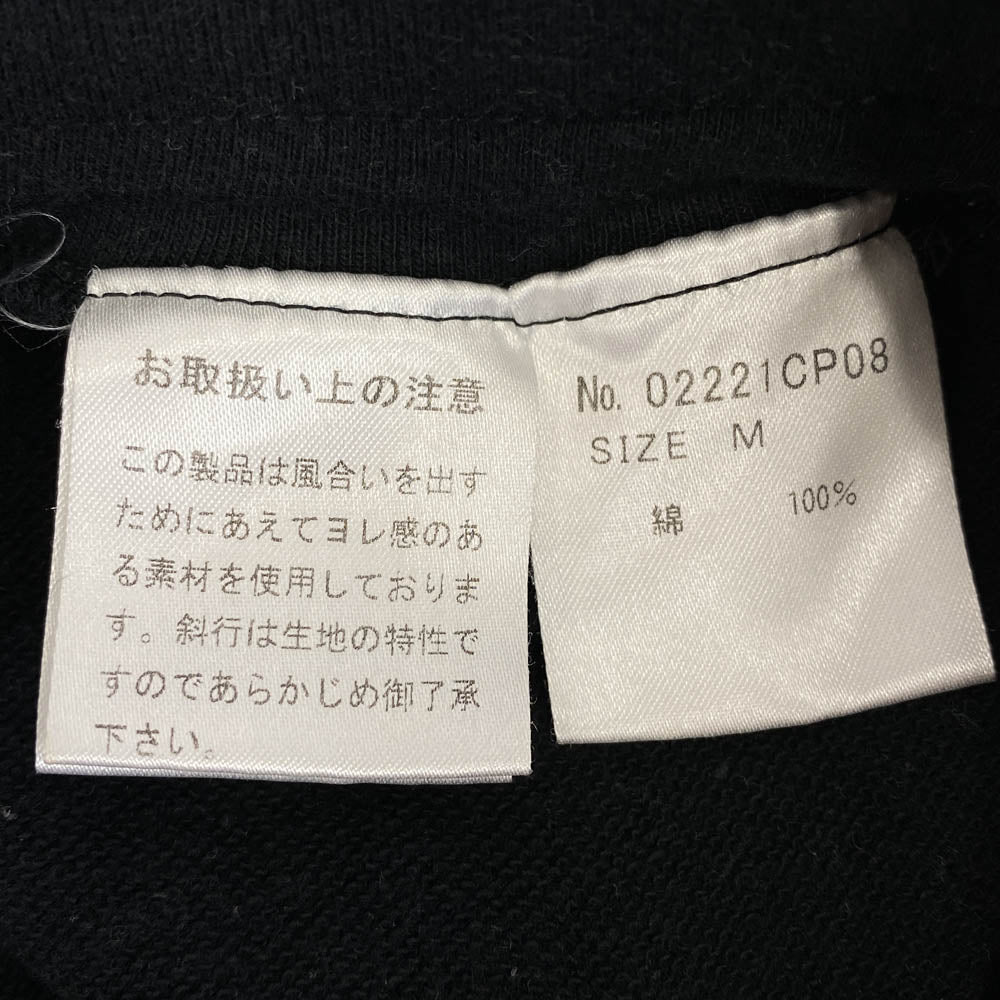 お取扱い上の注意
この製品は風合いを出す
ためにあえてヨレ感のあ
る素材を使用しておりま
す。斜行は生地の特性で
すのであらかじめ御了承
下さい。
No. 02221CP08
SIZE M
綿 100%